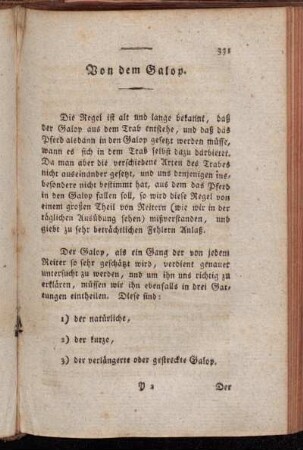 331
Von dem Galop.
Die Regel ist alt und lange bekannt, daß
der Galop aus dem Trab entstehe, und daß das
Pferd alsdann in den Galop gesetzt werden müsse,
wann es sich in dem Trab selbst dazu darbietet.
Da man aber die verschiedene Arten des Trabes
nicht auseinander gesetzt, und uns denjenigen ins-
besondere nicht bestimmt hat, aus dem das Pferd
in den Galop fallen soll, so wird diese Regel von
einem großen Theil von Reitern (wie wir in der
täglichen Ausübung sehen) mißverstanden, und
giebt zu sehr beträchtlichen Fehlern Anlaß.
Der Galop, als ein Gang der von jedem
Reiter so sehr geschätzt wird, verdient genauer
untersucht zu werden, und um ihn uns richtig zu
erklären, müssen wir ihn ebenfalls in drei Gat-
tungen eintheilen. Diese sind:
1) der natürliche,
2) der kurze,
3) der verlängerte oder gestreckte Galop.
P 2 Der